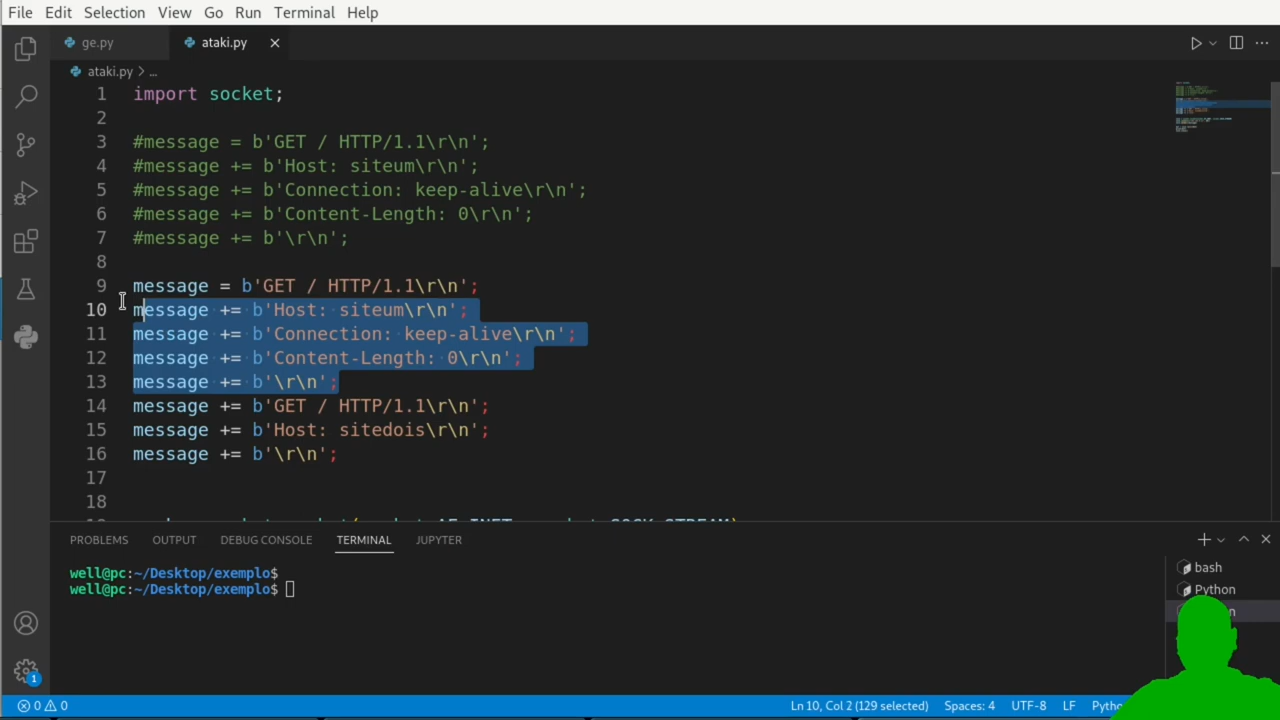 File Edit Selection View Go Run Terminal Help
ge.py ataki.py
ataki.py > ...
1 import socket;
2
3 #message = b'GET / HTTP/1.1\r\n';
4 #message += b'Host: siteum\r\n';
5 #message += b'Connection: keep-alive\r\n';
6 #message += b'Content-Length: 0\r\n';
7 #message += b'\r\n';
8
9 message = b'GET / HTTP/1.1\r\n';
10 message += b'Host: siteum\r\n';
11 message += b'Connection: keep-alive\r\n';
12 message += b'Content-Length: 0\r\n';
13 message += b'\r\n';
14 message += b'GET / HTTP/1.1\r\n';
15 message += b'Host: sitedois\r\n';
16 message += b'\r\n';
17
18
PROBLEMS OUTPUT DEBUG CONSOLE TERMINAL JUPYTER
well@pc:~/Desktop/exemplo$
well@pc:~/Desktop/exemplo$
bash
Python
0 0 Ln 10, Col 2 (129 selected) Spaces: 4 UTF-8 LF
1